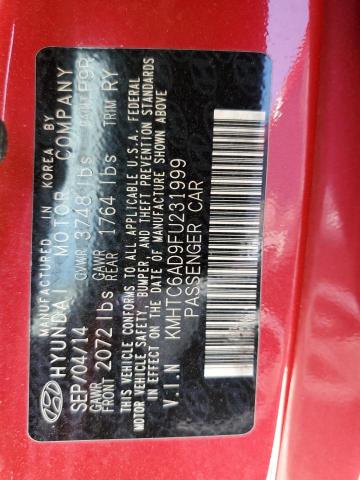 MANUFACTURED IN KOREA BY
HYUNDAI MOTOR COMPANY
SEP/04/14 GVWR 3748 lbs PAINT P9R
GAWR FRONT 2072 lbs GAWR REAR 1764 lbs TRIM RY
THIS VEHICLE CONFORMS TO ALL APPLICABLE U.S.A. FEDERAL
MOTOR VEHICLE SAFETY, BUMPER, AND THEFT PREVENTION STANDARDS
IN EFFECT ON THE DATE OF MANUFACTURE SHOWN ABOVE
V.I.N KMHTC6AD9FU231999
PASSENGER CAR